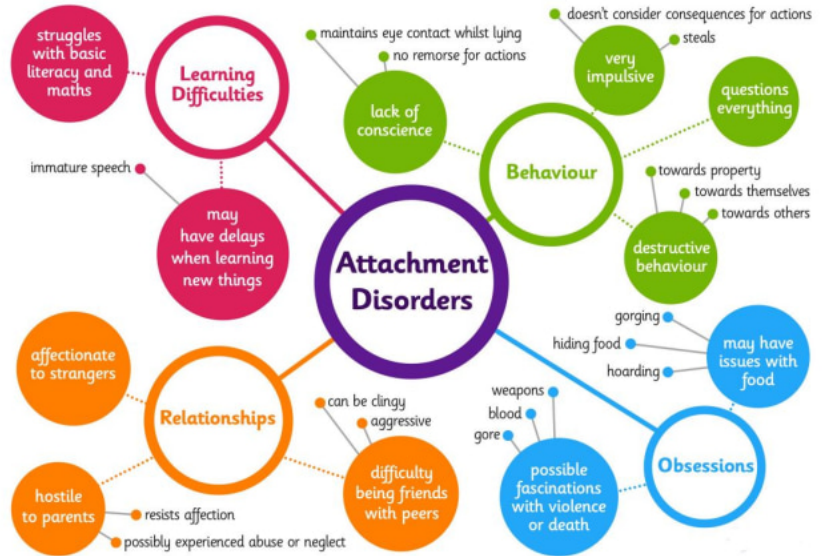 struggles
with basic
literacy and
maths
Learning
Difficulties
immature speech
may
have delays
when learning
new things
maintains eye contact whilst lying
no remorse for actions
lack of
conscience
doesn't consider consequences for actions
steals
very
impulsive
questions
everything
Behaviour
towards property
towards themselves
towards others
destructive
behaviour
Attachment
Disorders
affectionate
to strangers
Relationships
can be clingy
aggressive
difficulty
being friends
with peers
hostile
to parents
resists affection
possibly experienced abuse or neglect
gorging
hiding food
hoarding
may have
issues with
food
weapons
blood
gore
possible
fascinations
with violence
or death
Obsessions